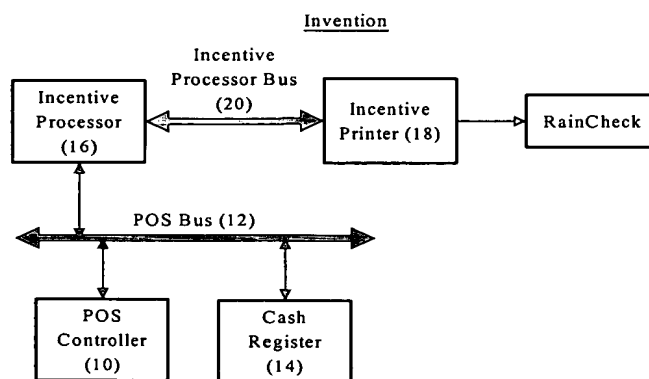 Invention
Incentive
Processor Bus
(20)
Incentive
Processor
(16)
Incentive
Printer (18)
RainCheck
POS Bus (12)
POS
Controller
(10)
Cash
Register
(14)